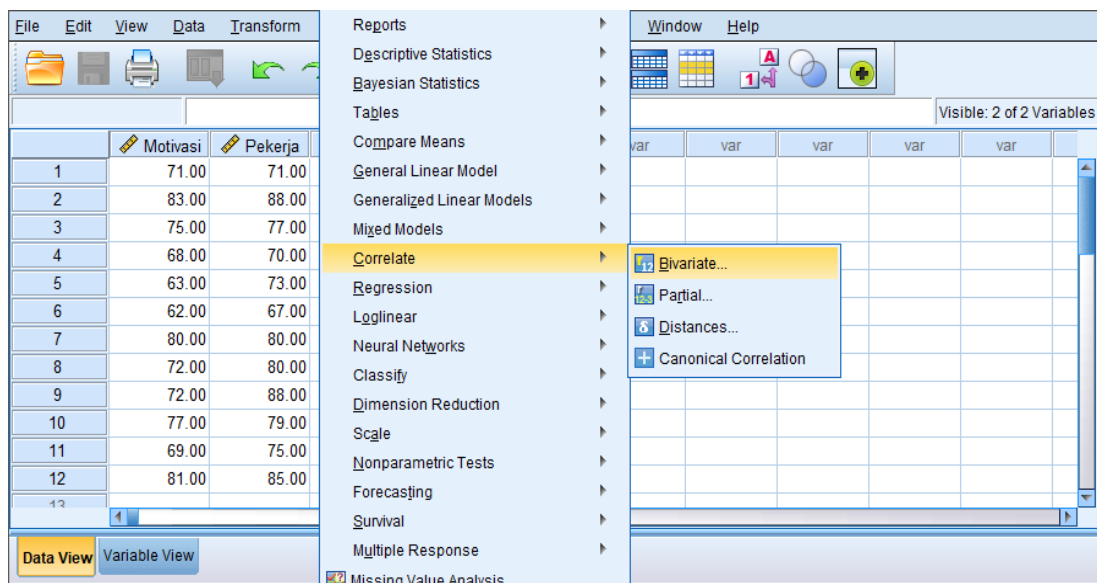 File Edit View Data Transform Window Help
Visible: 2 of 2 Variables
Motivasi Pekerja var var var var var
1 71.00 71.00
2 83.00 88.00
3 75.00 77.00
4 68.00 70.00
5 63.00 73.00
6 62.00 67.00
7 80.00 80.00
8 72.00 80.00
9 72.00 88.00
10 77.00 79.00
11 69.00 75.00
12 81.00 85.00
13
Data View Variable View
Reports
Descriptive Statistics
Bayesian Statistics
Tables
Compare Means
General Linear Model
Generalized Linear Models
Mixed Models
Correlate
Regression
Loglinear
Neural Networks
Classify
Dimension Reduction
Scale
Nonparametric Tests
Forecasting
Survival
Multiple Response
Missing Value Analysis
Bivariate...
Partial...
Distances...
Canonical Correlation